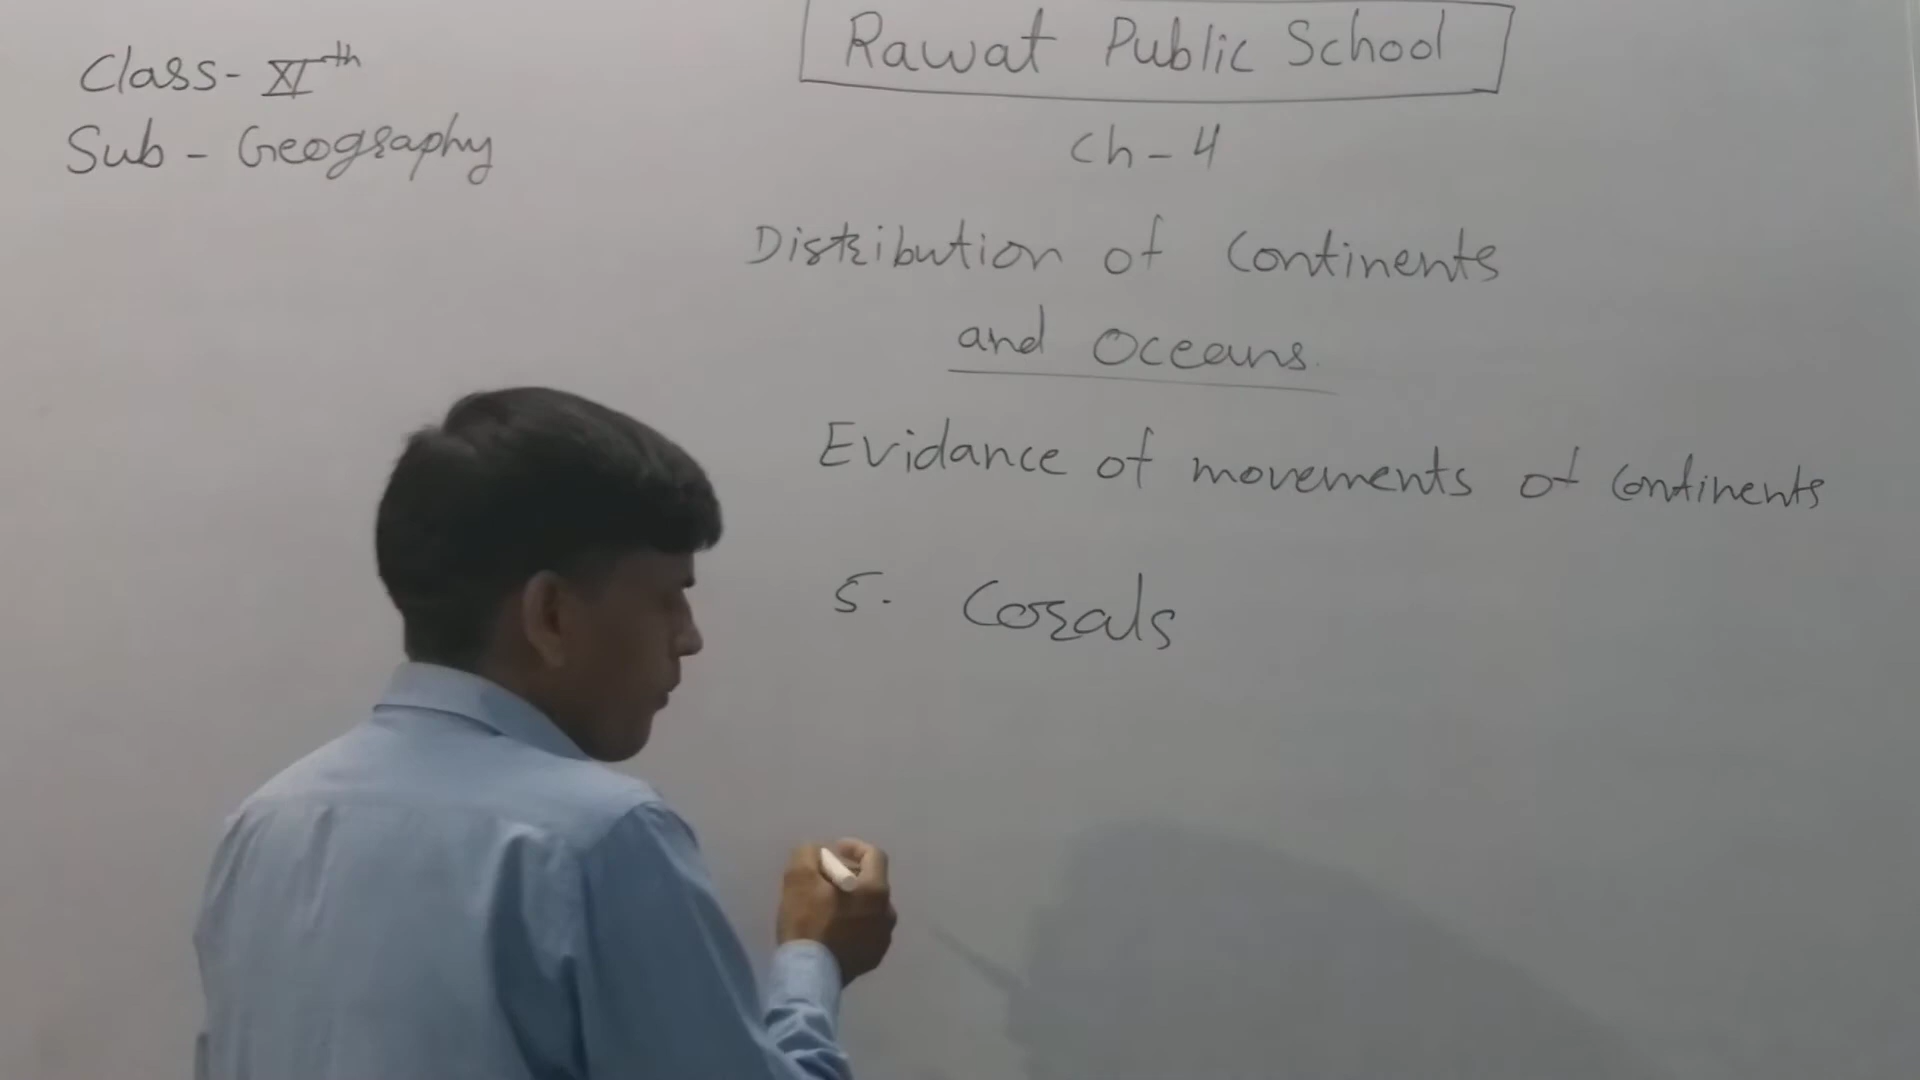 Class- XIth
Sub - Geography
Rawat Public School
Ch-4
Distribution of Continents
and Oceans.
Evidance of movements of Continents
5. Corals